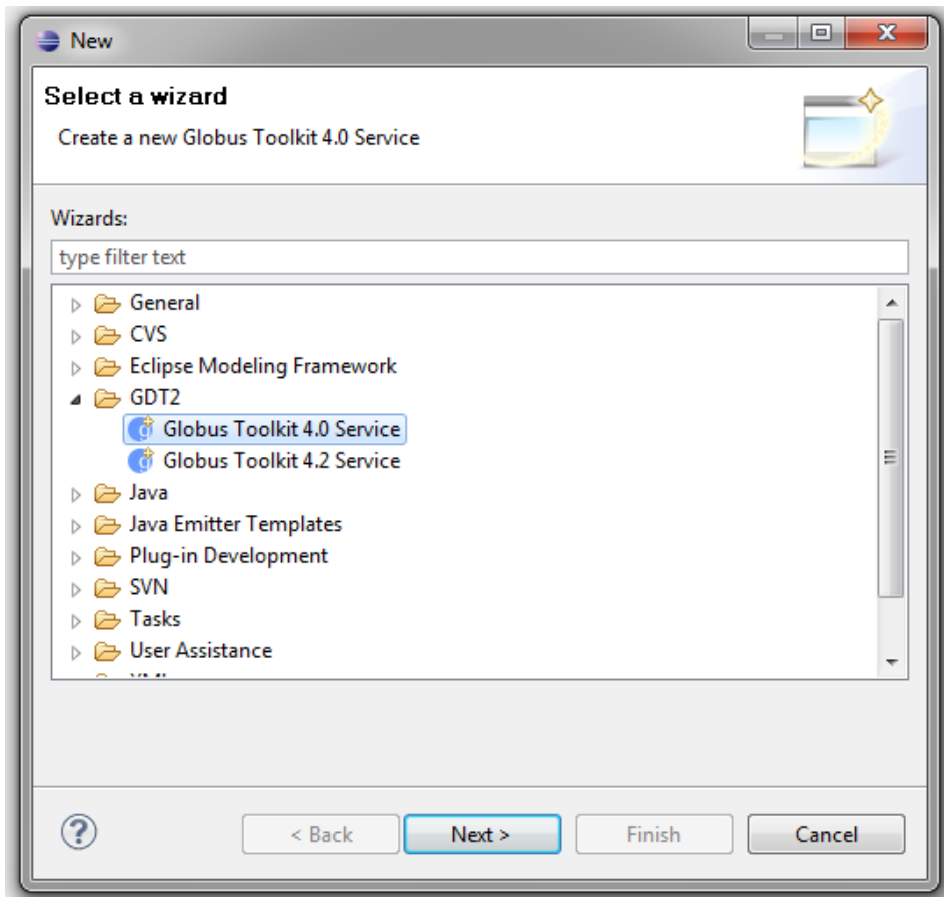 New
Select a wizard
Create a new Globus Toolkit 4.0 Service
Wizards:
type filter text
General
CVS
Eclipse Modeling Framework
GDT2
Globus Toolkit 4.0 Service
Globus Toolkit 4.2 Service
Java
Java Emitter Templates
Plug-in Development
SVN
Tasks
User Assistance
? < Back Next > Finish Cancel